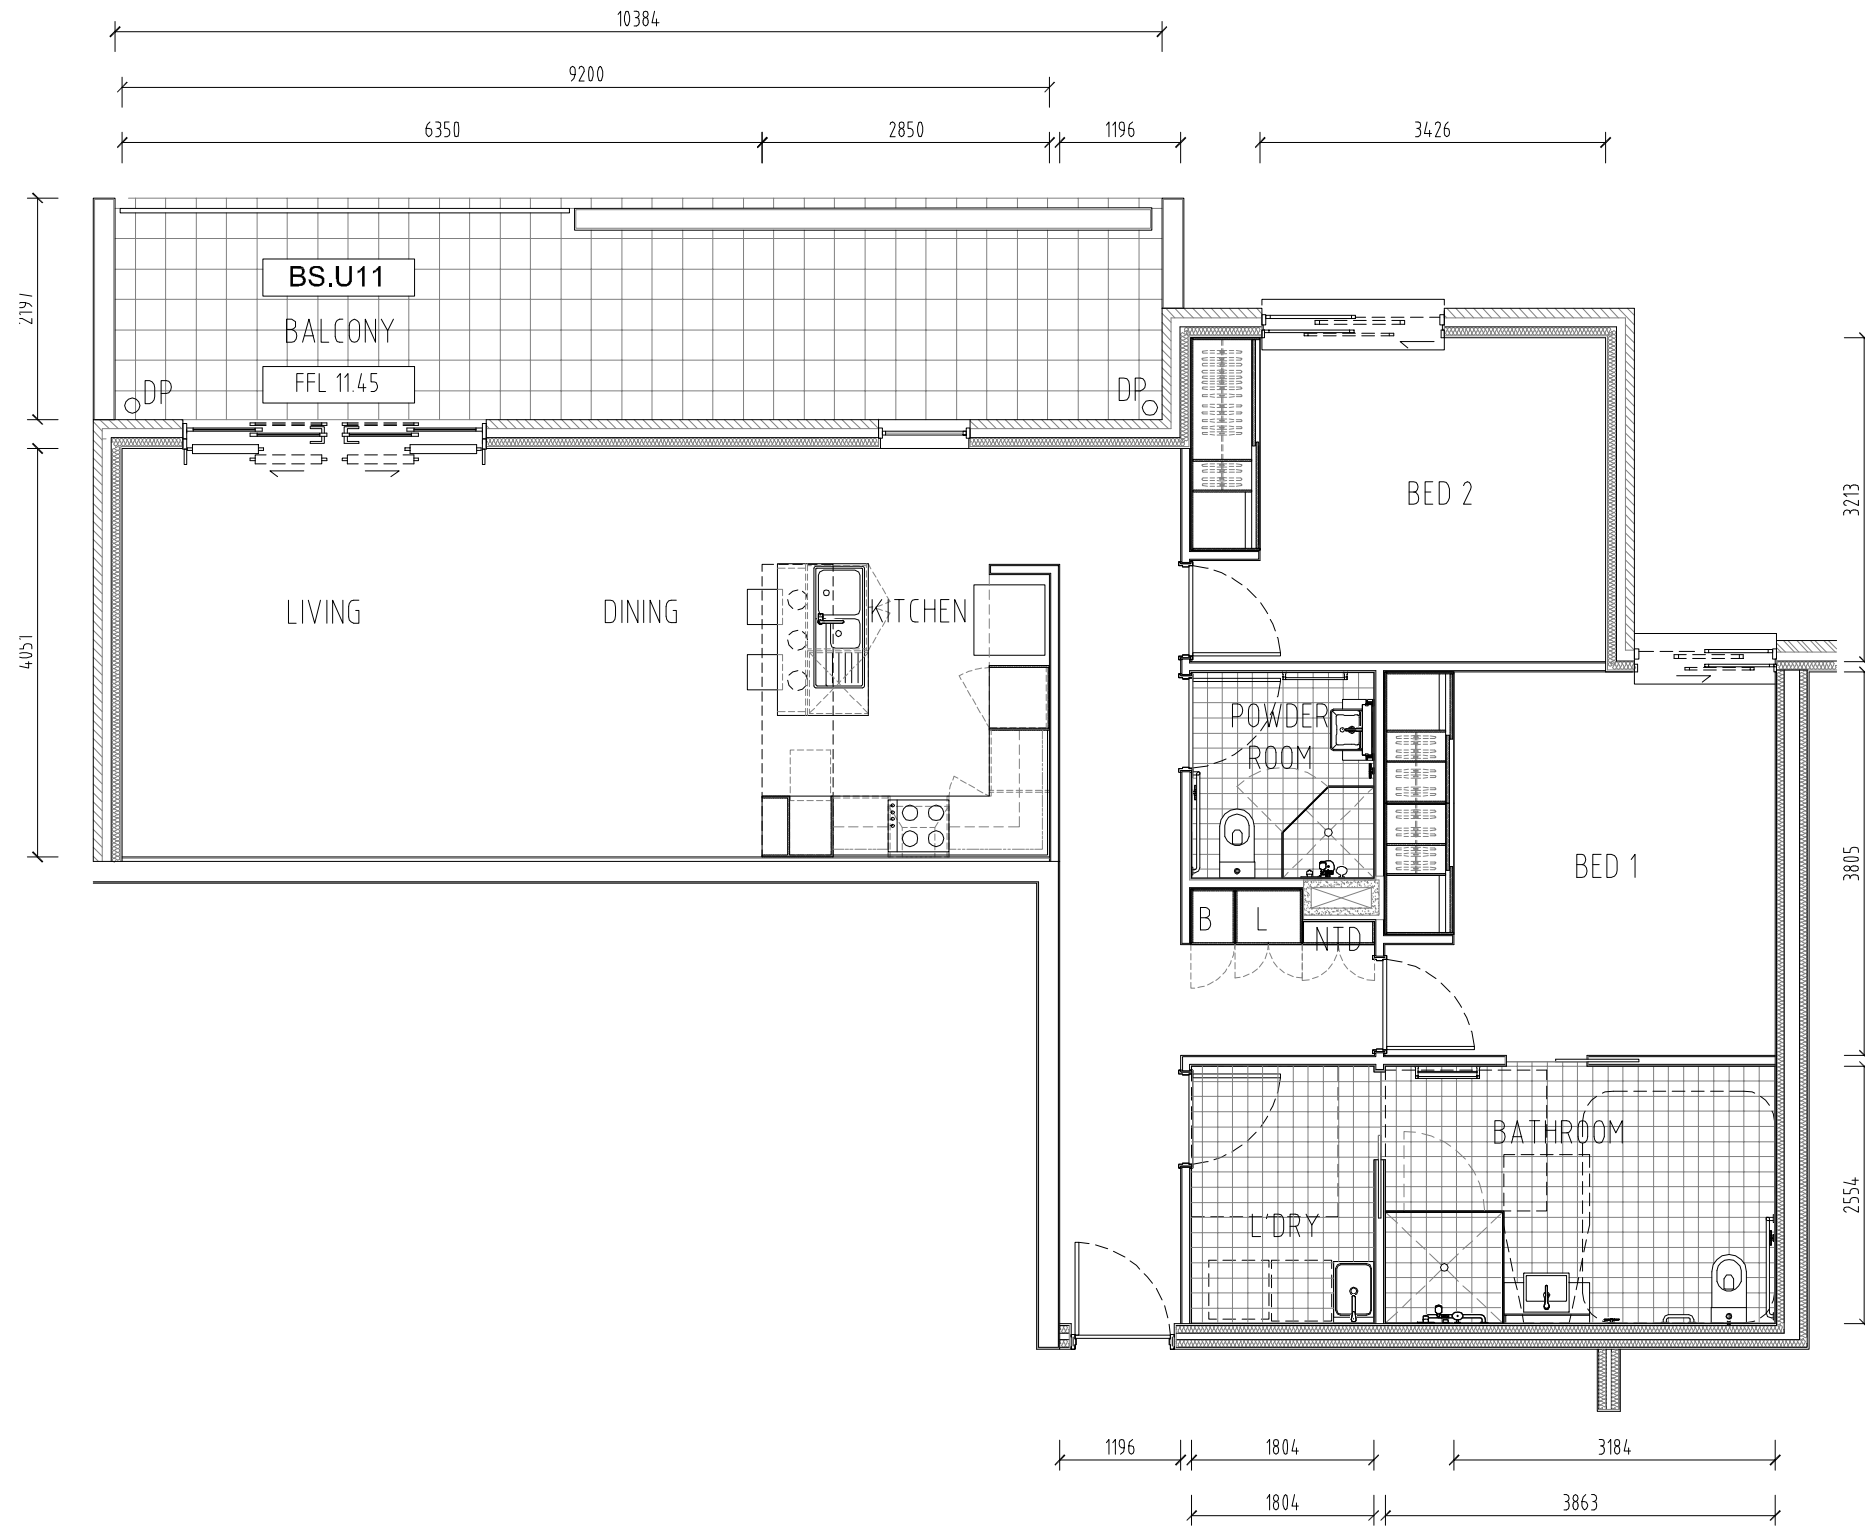 10384
9200
6350
2850
1196
3426
2197
BS.U11
BALCONY
FFL 11.45
DP
DP
4051
LIVING
DINING
KITCHEN
BED 2
3213
POWDER
ROOM
BED 1
3805
B
L
NTD
BATHROOM
L'DRY
2554
1196
1804
3184
1804
3863